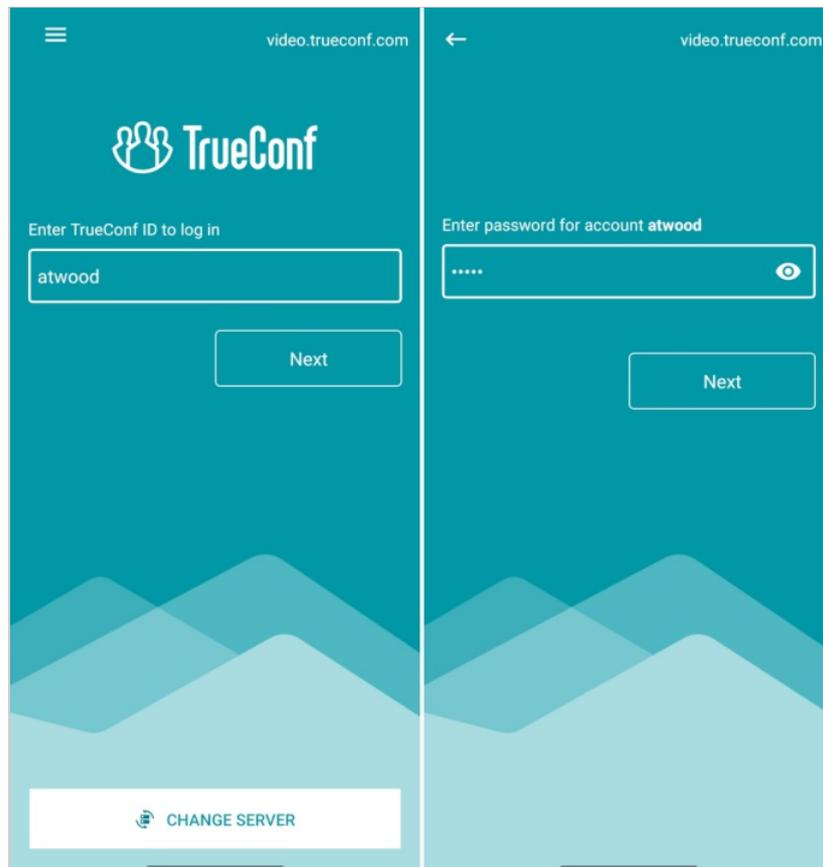 video.trueconf.com
TrueConf
Enter TrueConf ID to log in
atwood
Next
CHANGE SERVER
video.trueconf.com
Enter password for account atwood
•••••
Next